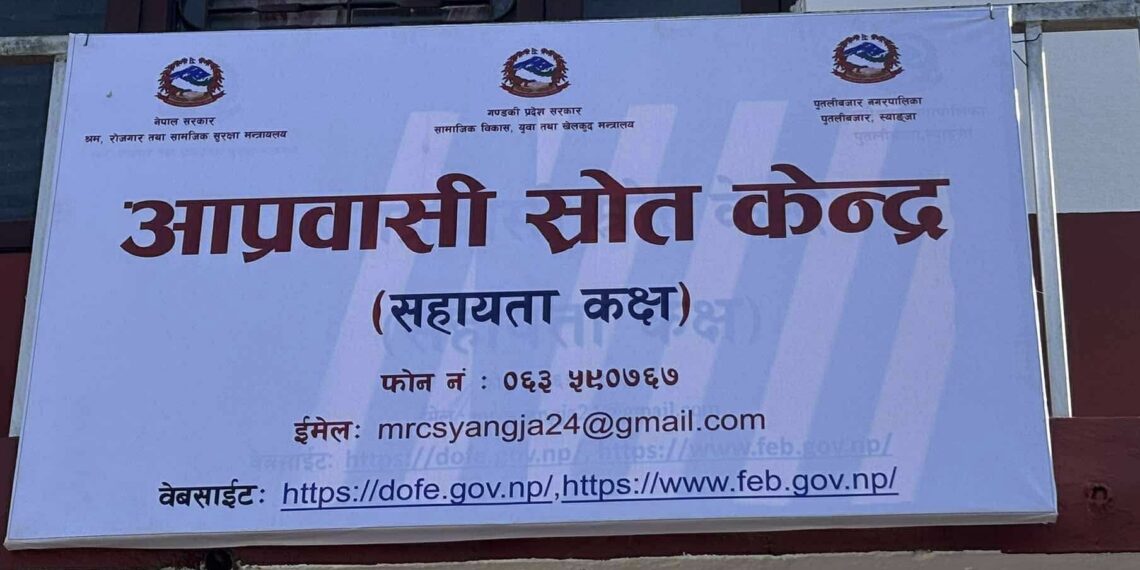 नेपाल सरकार
श्रम, रोजगार तथा सामजिक सुरक्षा मन्त्रायलय
गण्डकी प्रदेश सरकार
सामाजिक विकास, युवा तथा खेलकुद मन्त्रालय
पुतलीबजार नगरपालिका
पुतलीबजार, स्याङ्जा
आप्रवासी स्रोत केन्द्र
(सहायता कक्ष)
फोन नं : ०६३ ५९०७६७
ईमेलः mrcsyangja24@gmail.com
वेबसाईटः https://dofe.gov.np/,https://www.feb.gov.np/